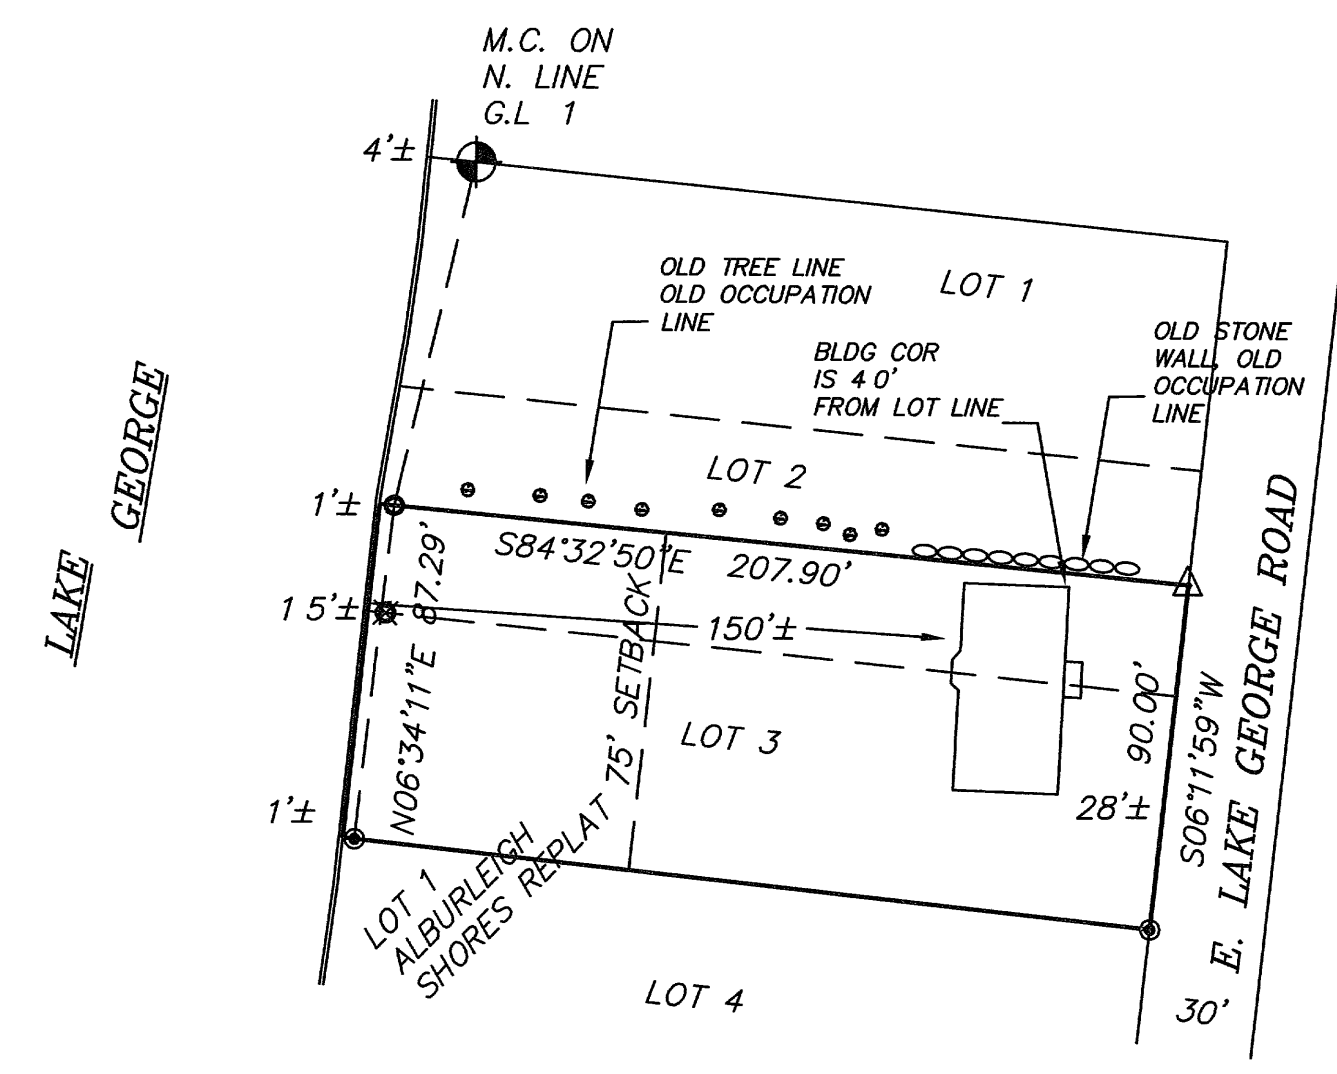 M.C. ON
N. LINE
G.L 1
4'±
OLD TREE LINE
OLD OCCUPATION
LINE
LOT 1
BLDG COR
IS 4 0'
FROM LOT LINE
OLD STONE
WALL, OLD
OCCUPATION
LINE
LAKE GEORGE
LOT 2
1'±
S84°32'50"E 207.90'
1 5'±
150'±
N06°34'11"E 87.29'
75' SETBACK
LOT 3
90.00'
S06°11'59"W
28'±
E. LAKE GEORGE ROAD
1'±
LOT 1
ALBURLEIGH
SHORES REPLAT
LOT 4
30'